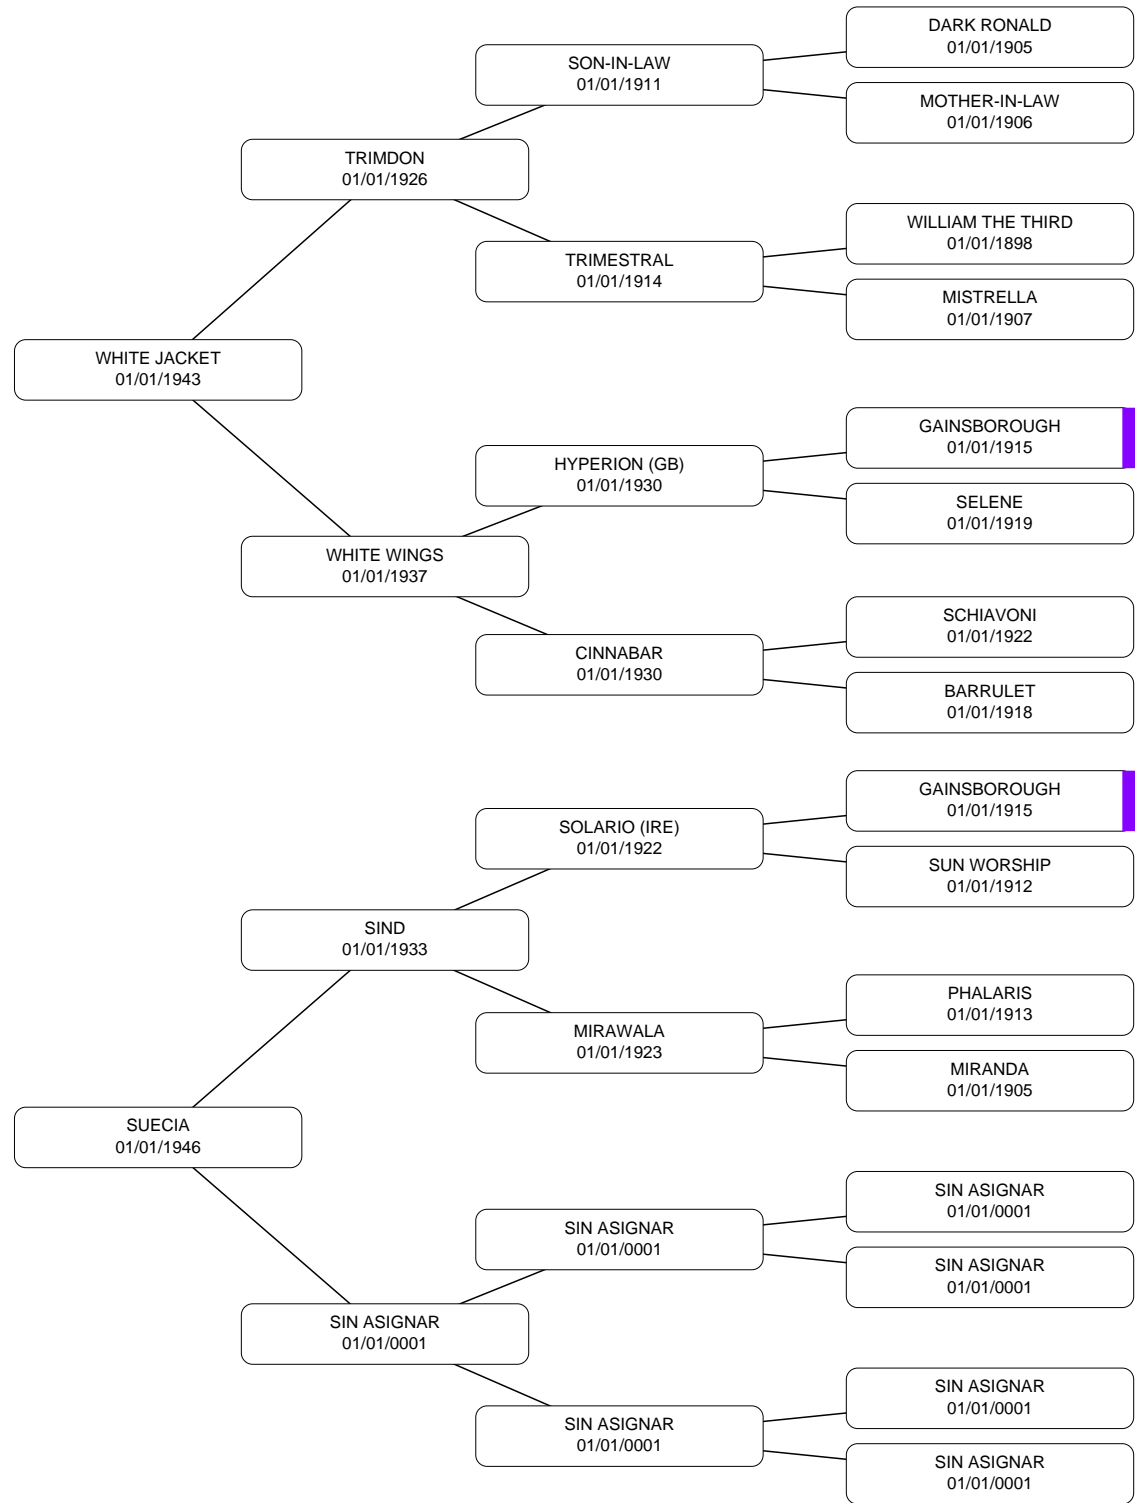 DARK RONALD
01/01/1905
SON-IN-LAW
01/01/1911
MOTHER-IN-LAW
01/01/1906
TRIMDON
01/01/1926
WILLIAM THE THIRD
01/01/1898
TRIMESTRAL
01/01/1914
MISTRELLA
01/01/1907
WHITE JACKET
01/01/1943
GAINSBOROUGH
01/01/1915
HYPERION (GB)
01/01/1930
SELENE
01/01/1919
WHITE WINGS
01/01/1937
SCHIAVONI
01/01/1922
CINNABAR
01/01/1930
BARRULET
01/01/1918
GAINSBOROUGH
01/01/1915
SOLARIO (IRE)
01/01/1922
SUN WORSHIP
01/01/1912
SIND
01/01/1933
PHALARIS
01/01/1913
MIRAWALA
01/01/1923
MIRANDA
01/01/1905
SUECIA
01/01/1946
SIN ASIGNAR
01/01/0001
SIN ASIGNAR
01/01/0001
SIN ASIGNAR
01/01/0001
SIN ASIGNAR
01/01/0001
SIN ASIGNAR
01/01/0001
SIN ASIGNAR
01/01/0001
SIN ASIGNAR
01/01/0001